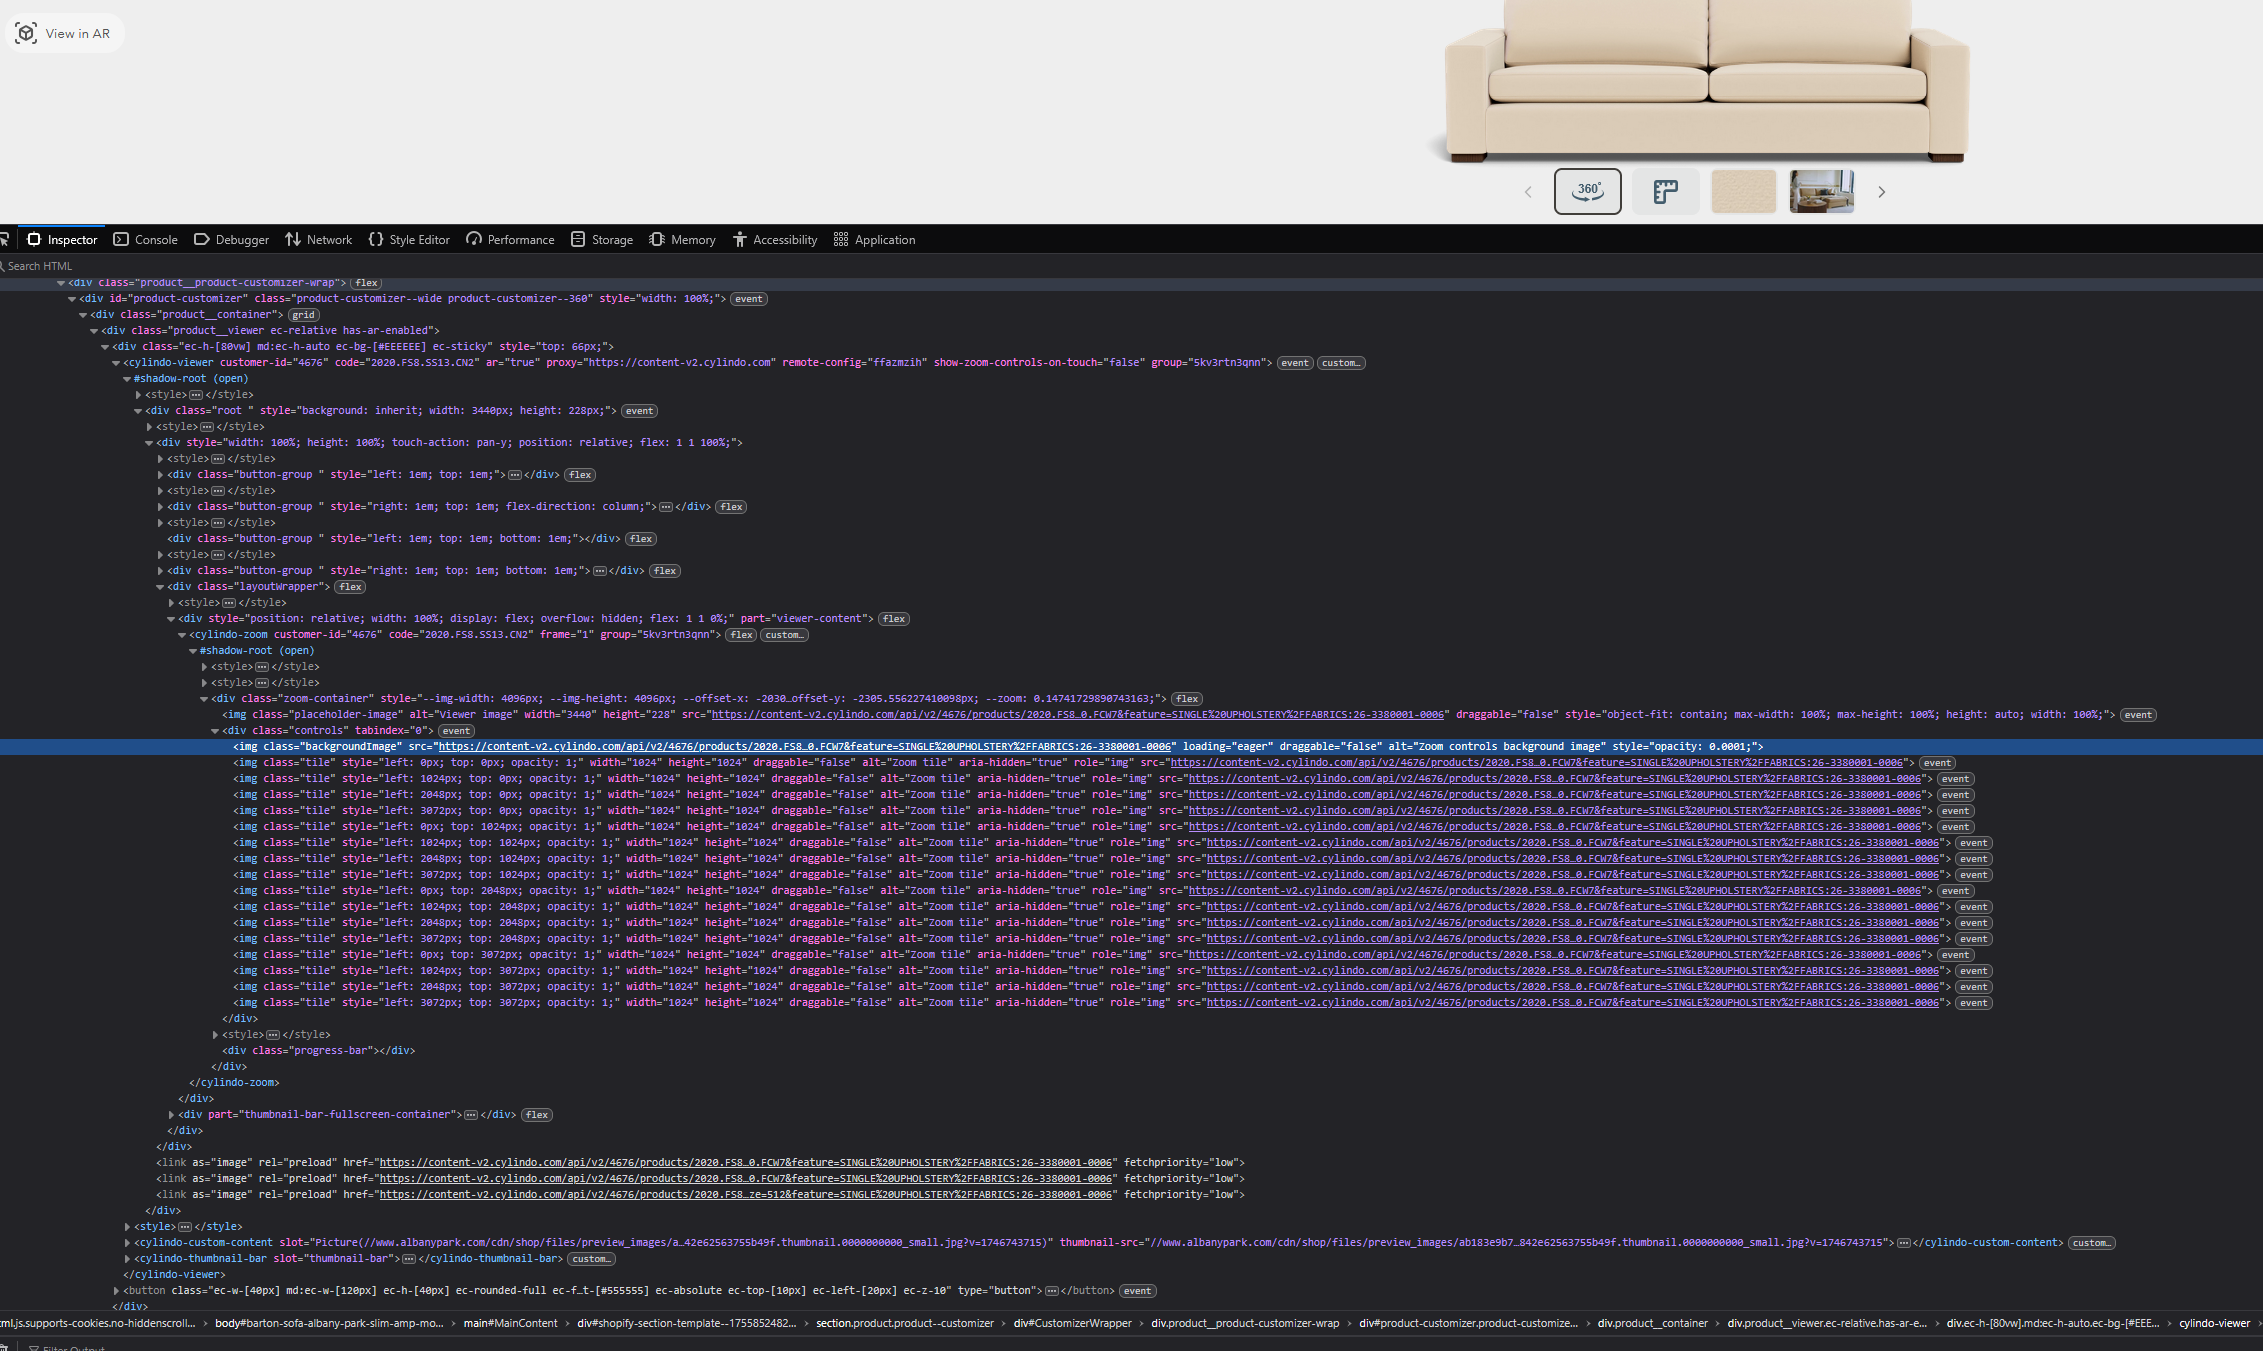 View in AR
360°
Inspector Console Debugger Network Style Editor Performance Storage Memory Accessibility Application
Search HTML
<div class="product__product-customizer-wrap"> flex
<div id="product-customizer" class="product-customizer--wide product-customizer--360" style="width: 100%;"> event
<div class="product__container"> grid
<div class="product__viewer ec-relative has-ar-enabled">
<div class="ec-h-[80vw] md:ec-h-auto ec-bg-[#EEEEEE] ec-sticky" style="top: 66px;">
<cylindo-viewer customer-id="4676" code="2020.FS8.SS13.CN2" ar="true" proxy="https://content-v2.cylindo.com" remote-config="ffazmzih" show-zoom-controls-on-touch="false" group="5kv3rtn3qnn"> event custom…
#shadow-root (open)
<style> … </style>
<div class="root " style="background: inherit; width: 3440px; height: 228px;"> event
<style> … </style>
<div style="width: 100%; height: 100%; touch-action: pan-y; position: relative; flex: 1 1 100%;">
<style> … </style>
<div class="button-group " style="left: 1em; top: 1em;"> … </div> flex
<style> … </style>
<div class="button-group " style="right: 1em; top: 1em; flex-direction: column;"> … </div> flex
<style> … </style>
<div class="button-group " style="left: 1em; top: 1em; bottom: 1em;"></div> flex
<style> … </style>
<div class="button-group " style="right: 1em; top: 1em; bottom: 1em;"> … </div> flex
<div class="layoutWrapper"> flex
<style> … </style>
<div style="position: relative; width: 100%; display: flex; overflow: hidden; flex: 1 1 0%;" part="viewer-content"> flex
<cylindo-zoom customer-id="4676" code="2020.FS8.SS13.CN2" frame="1" group="5kv3rtn3qnn"> flex custom…
#shadow-root (open)
<style> … </style>
<style> … </style>
<div class="zoom-container" style="--img-width: 4096px; --img-height: 4096px; --offset-x: -2030…offset-y: -2305.556227410098px; --zoom: 0.14741729890743163;"> flex
<img class="placeholder-image" alt="Viewer image" width="3440" height="228" src="https://content-v2.cylindo.com/api/v2/4676/products/2020.FS8…0.FCW7&feature=SINGLE%20UPHOLSTERY%2FFABRICS:26-3380001-0006" draggable="false" style="object-fit: contain; max-width: 100%; max-height: 100%; height: auto; width: 100%;"> event
<div class="controls" tabindex="0"> event
<img class="backgroundImage" src="https://content-v2.cylindo.com/api/v2/4676/products/2020.FS8…0.FCW7&feature=SINGLE%20UPHOLSTERY%2FFABRICS:26-3380001-0006" loading="eager" draggable="false" alt="Zoom controls background image" style="opacity: 0.0001;">
<img class="tile" style="left: 0px; top: 0px; opacity: 1;" width="1024" height="1024" draggable="false" alt="Zoom tile" aria-hidden="true" role="img" src="https://content-v2.cylindo.com/api/v2/4676/products/2020.FS8…0.FCW7&feature=SINGLE%20UPHOLSTERY%2FFABRICS:26-3380001-0006"> event
<img class="tile" style="left: 1024px; top: 0px; opacity: 1;" width="1024" height="1024" draggable="false" alt="Zoom tile" aria-hidden="true" role="img" src="https://content-v2.cylindo.com/api/v2/4676/products/2020.FS8…0.FCW7&feature=SINGLE%20UPHOLSTERY%2FFABRICS:26-3380001-0006"> event
<img class="tile" style="left: 2048px; top: 0px; opacity: 1;" width="1024" height="1024" draggable="false" alt="Zoom tile" aria-hidden="true" role="img" src="https://content-v2.cylindo.com/api/v2/4676/products/2020.FS8…0.FCW7&feature=SINGLE%20UPHOLSTERY%2FFABRICS:26-3380001-0006"> event
<img class="tile" style="left: 3072px; top: 0px; opacity: 1;" width="1024" height="1024" draggable="false" alt="Zoom tile" aria-hidden="true" role="img" src="https://content-v2.cylindo.com/api/v2/4676/products/2020.FS8…0.FCW7&feature=SINGLE%20UPHOLSTERY%2FFABRICS:26-3380001-0006"> event
<img class="tile" style="left: 0px; top: 1024px; opacity: 1;" width="1024" height="1024" draggable="false" alt="Zoom tile" aria-hidden="true" role="img" src="https://content-v2.cylindo.com/api/v2/4676/products/2020.FS8…0.FCW7&feature=SINGLE%20UPHOLSTERY%2FFABRICS:26-3380001-0006"> event
<img class="tile" style="left: 1024px; top: 1024px; opacity: 1;" width="1024" height="1024" draggable="false" alt="Zoom tile" aria-hidden="true" role="img" src="https://content-v2.cylindo.com/api/v2/4676/products/2020.FS8…0.FCW7&feature=SINGLE%20UPHOLSTERY%2FFABRICS:26-3380001-0006"> event
<img class="tile" style="left: 2048px; top: 1024px; opacity: 1;" width="1024" height="1024" draggable="false" alt="Zoom tile" aria-hidden="true" role="img" src="https://content-v2.cylindo.com/api/v2/4676/products/2020.FS8…0.FCW7&feature=SINGLE%20UPHOLSTERY%2FFABRICS:26-3380001-0006"> event
<img class="tile" style="left: 3072px; top: 1024px; opacity: 1;" width="1024" height="1024" draggable="false" alt="Zoom tile" aria-hidden="true" role="img" src="https://content-v2.cylindo.com/api/v2/4676/products/2020.FS8…0.FCW7&feature=SINGLE%20UPHOLSTERY%2FFABRICS:26-3380001-0006"> event
<img class="tile" style="left: 0px; top: 2048px; opacity: 1;" width="1024" height="1024" draggable="false" alt="Zoom tile" aria-hidden="true" role="img" src="https://content-v2.cylindo.com/api/v2/4676/products/2020.FS8…0.FCW7&feature=SINGLE%20UPHOLSTERY%2FFABRICS:26-3380001-0006"> event
<img class="tile" style="left: 1024px; top: 2048px; opacity: 1;" width="1024" height="1024" draggable="false" alt="Zoom tile" aria-hidden="true" role="img" src="https://content-v2.cylindo.com/api/v2/4676/products/2020.FS8…0.FCW7&feature=SINGLE%20UPHOLSTERY%2FFABRICS:26-3380001-0006"> event
<img class="tile" style="left: 2048px; top: 2048px; opacity: 1;" width="1024" height="1024" draggable="false" alt="Zoom tile" aria-hidden="true" role="img" src="https://content-v2.cylindo.com/api/v2/4676/products/2020.FS8…0.FCW7&feature=SINGLE%20UPHOLSTERY%2FFABRICS:26-3380001-0006"> event
<img class="tile" style="left: 3072px; top: 2048px; opacity: 1;" width="1024" height="1024" draggable="false" alt="Zoom tile" aria-hidden="true" role="img" src="https://content-v2.cylindo.com/api/v2/4676/products/2020.FS8…0.FCW7&feature=SINGLE%20UPHOLSTERY%2FFABRICS:26-3380001-0006"> event
<img class="tile" style="left: 0px; top: 3072px; opacity: 1;" width="1024" height="1024" draggable="false" alt="Zoom tile" aria-hidden="true" role="img" src="https://content-v2.cylindo.com/api/v2/4676/products/2020.FS8…0.FCW7&feature=SINGLE%20UPHOLSTERY%2FFABRICS:26-3380001-0006"> event
<img class="tile" style="left: 1024px; top: 3072px; opacity: 1;" width="1024" height="1024" draggable="false" alt="Zoom tile" aria-hidden="true" role="img" src="https://content-v2.cylindo.com/api/v2/4676/products/2020.FS8…0.FCW7&feature=SINGLE%20UPHOLSTERY%2FFABRICS:26-3380001-0006"> event
<img class="tile" style="left: 2048px; top: 3072px; opacity: 1;" width="1024" height="1024" draggable="false" alt="Zoom tile" aria-hidden="true" role="img" src="https://content-v2.cylindo.com/api/v2/4676/products/2020.FS8…0.FCW7&feature=SINGLE%20UPHOLSTERY%2FFABRICS:26-3380001-0006"> event
<img class="tile" style="left: 3072px; top: 3072px; opacity: 1;" width="1024" height="1024" draggable="false" alt="Zoom tile" aria-hidden="true" role="img" src="https://content-v2.cylindo.com/api/v2/4676/products/2020.FS8…0.FCW7&feature=SINGLE%20UPHOLSTERY%2FFABRICS:26-3380001-0006"> event
</div>
<style> … </style>
<div class="progress-bar"></div>
</div>
</cylindo-zoom>
</div>
<div part="thumbnail-bar-fullscreen-container"> … </div> flex
</div>
</div>
<link as="image" rel="preload" href="https://content-v2.cylindo.com/api/v2/4676/products/2020.FS8…0.FCW7&feature=SINGLE%20UPHOLSTERY%2FFABRICS:26-3380001-0006" fetchpriority="low">
<link as="image" rel="preload" href="https://content-v2.cylindo.com/api/v2/4676/products/2020.FS8…0.FCW7&feature=SINGLE%20UPHOLSTERY%2FFABRICS:26-3380001-0006" fetchpriority="low">
<link as="image" rel="preload" href="https://content-v2.cylindo.com/api/v2/4676/products/2020.FS8…ze=512&feature=SINGLE%20UPHOLSTERY%2FFABRICS:26-3380001-0006" fetchpriority="low">
</div>
<style> … </style>
<cylindo-custom-content slot="Picture(//www.albanypark.com/cdn/shop/files/preview_images/a…42e62563755b49f.thumbnail.0000000000_small.jpg?v=1746743715)" thumbnail-src="//www.albanypark.com/cdn/shop/files/preview_images/ab183e9b7…842e62563755b49f.thumbnail.0000000000_small.jpg?v=1746743715"> … </cylindo-custom-content> custom…
<cylindo-thumbnail-bar slot="thumbnail-bar"> … </cylindo-thumbnail-bar> custom…
</cylindo-viewer>
<button class="ec-w-[40px] md:ec-w-[120px] ec-h-[40px] ec-rounded-full ec-f…t-[#555555] ec-absolute ec-top-[10px] ec-left-[20px] ec-z-10" type="button"> … </button> event
</div>
tml.js.supports-cookies.no-hiddenscroll… > body#barton-sofa-albany-park-slim-amp-mo… > main#MainContent > div#shopify-section-template--1755852482… > section.product.product--customizer > div#CustomizerWrapper > div.product__product-customizer-wrap > div#product-customizer.product-customize… > div.product__container > div.product__viewer.ec-relative.has-ar-e… > div.ec-h-[80vw].md:ec-h-auto.ec-bg-[#EEE… > cylindo-viewer >
Filter Output